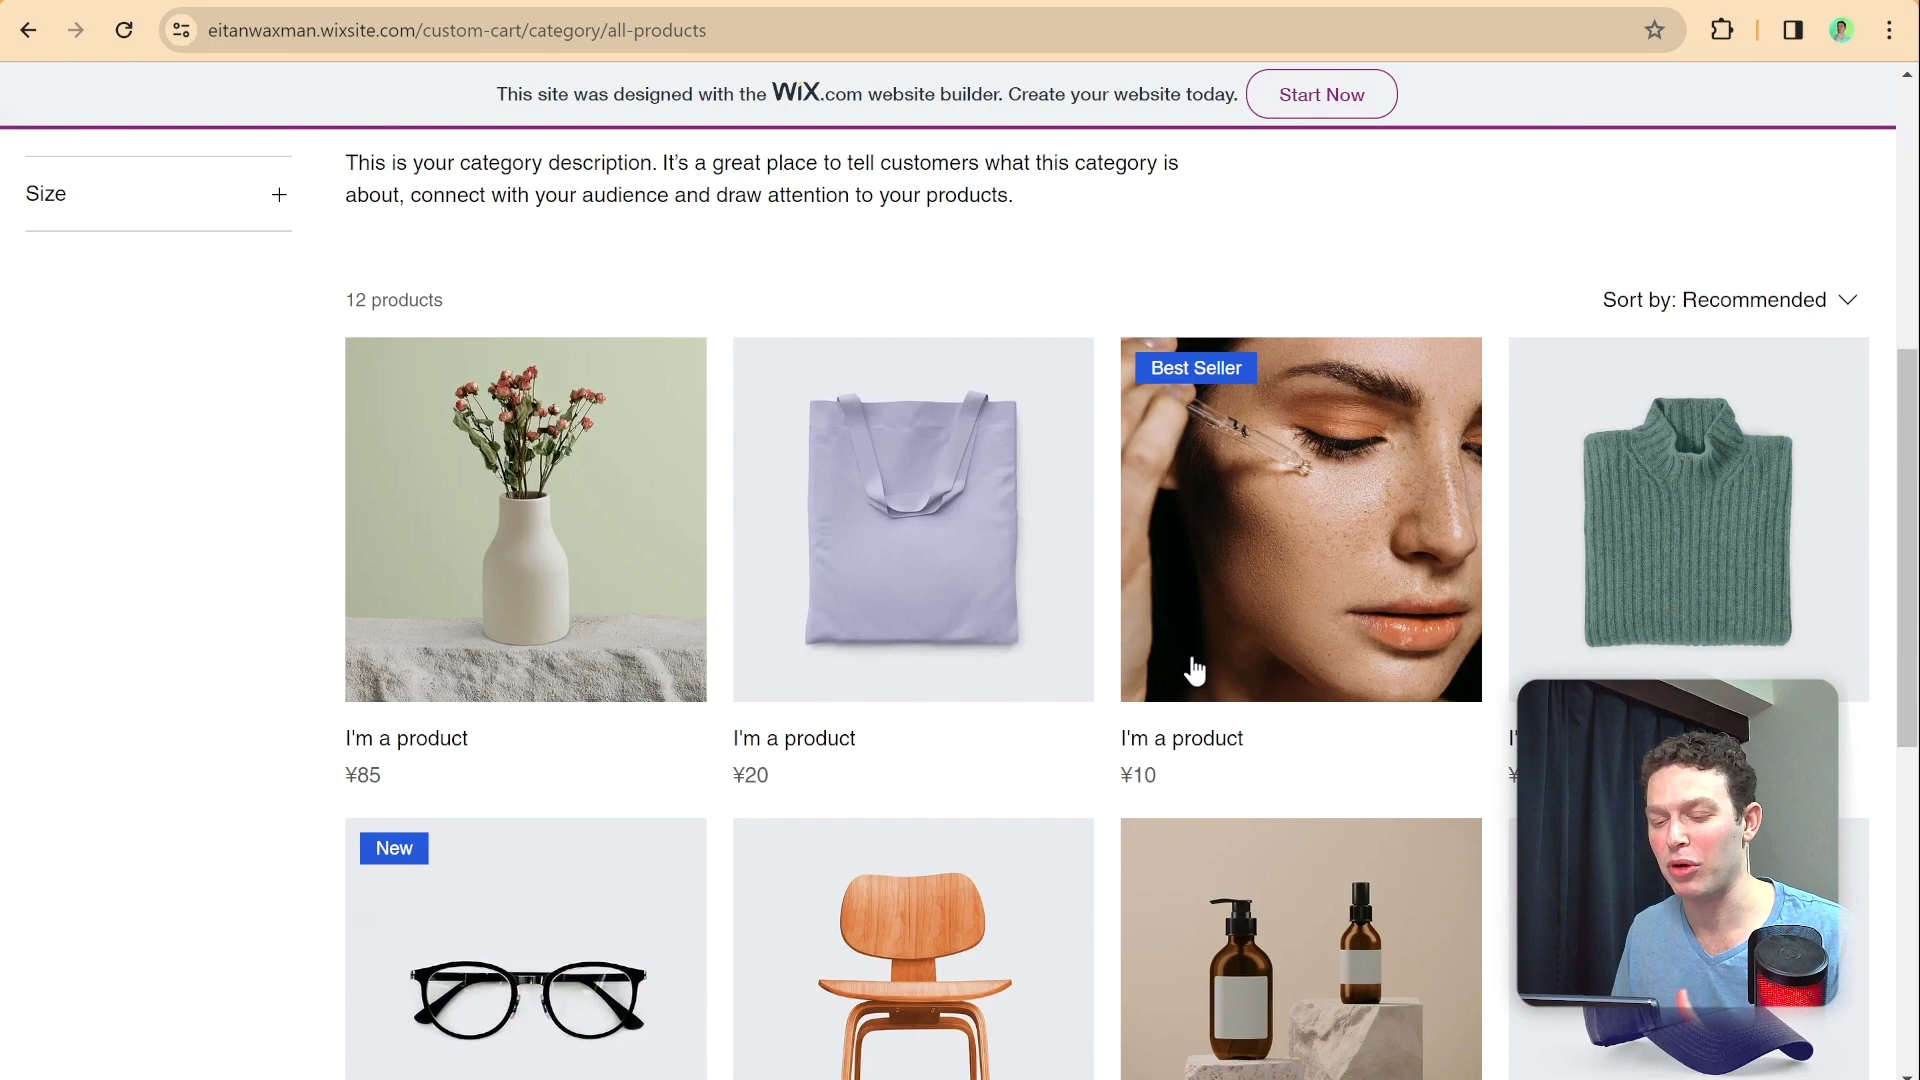 eitanwaxman.wixsite.com/custom-cart/category/all-products
This site was designed with the WiX.com website builder. Create your website today. Start Now
Size +
This is your category description. It’s a great place to tell customers what this category is
about, connect with your audience and draw attention to your products.
12 products
Sort by: Recommended
Best Seller
I'm a product
¥85
I'm a product
¥20
I'm a product
¥10
I'
¥
New